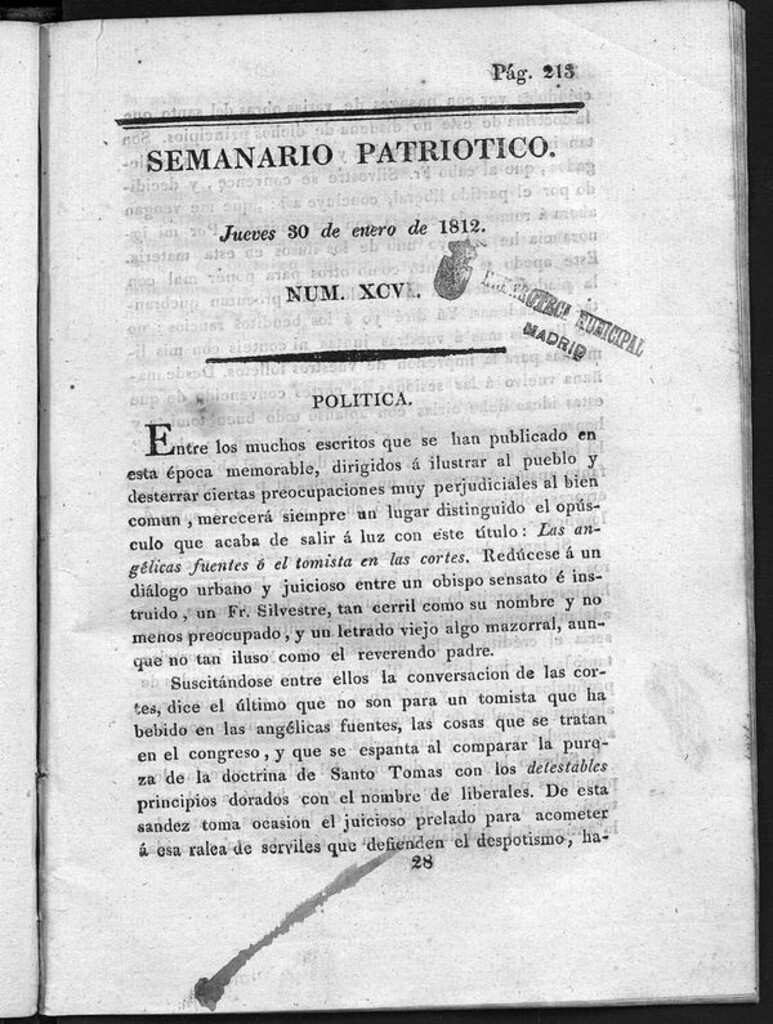 Pág. 213
SEMANARIO PATRIOTICO.
Jueves 30 de enero de 1812.
NUM. XCVI.
HEMEROTECA MUNICIPAL
MADRID
POLITICA.
Entre los muchos escritos que se han publicado en
esta época memorable, dirigidos á ilustrar al pueblo y
desterrar ciertas preocupaciones muy perjudiciales al bien
comun , merecerá siempre un lugar distinguido el opús-
culo que acaba de salir á luz con este título : Las an-
gélicas fuentes ó el tomista en las cortes. Redúcese á un
diálogo urbano y juicioso entre un obispo sensato é ins-
truido , un Fr. Silvestre, tan cerril como su nombre y no
menos preocupado , y un letrado viejo algo mazorral, aun-
que no tan iluso como el reverendo padre.
Suscitándose entre ellos la conversacion de las cor-
tes, dice el último que no son para un tomista que ha
bebido en las angélicas fuentes, las cosas que se tratan
en el congreso , y que se espanta al comparar la pure-
za de la doctrina de Santo Tomas con los detestables
principios dorados con el nombre de liberales. De esta
sandez toma ocasion el juicioso prelado para acometer
á esa ralea de serviles que defienden el despotismo, ha-
28